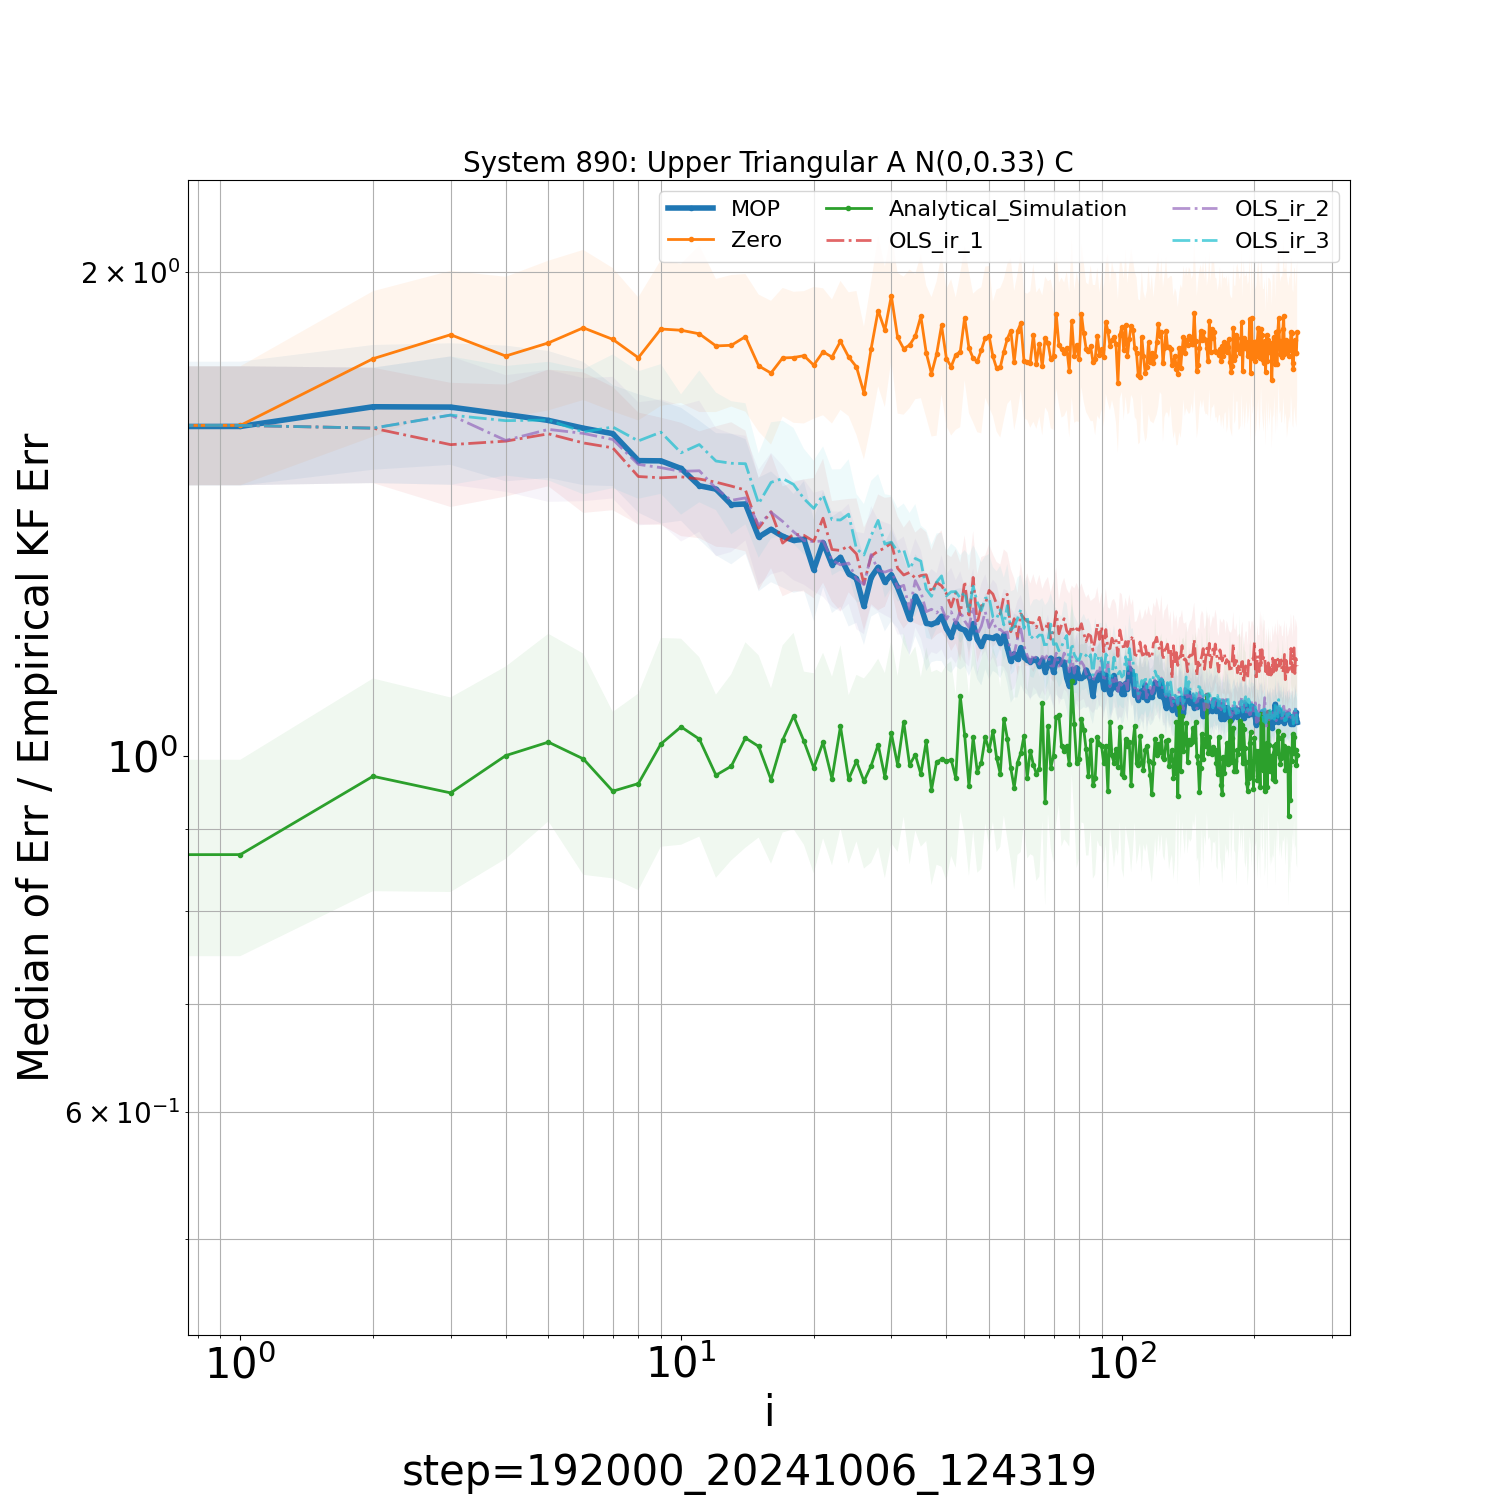 System 890: Upper Triangular A N(0,0.33) C
MOP
Zero
Analytical_Simulation
OLS_ir_1
OLS_ir_2
OLS_ir_3
Median of Err / Empirical KF Err
2 × 10⁰
10⁰
6 × 10⁻¹
10⁰ 10¹ 10²
i
step=192000_20241006_124319